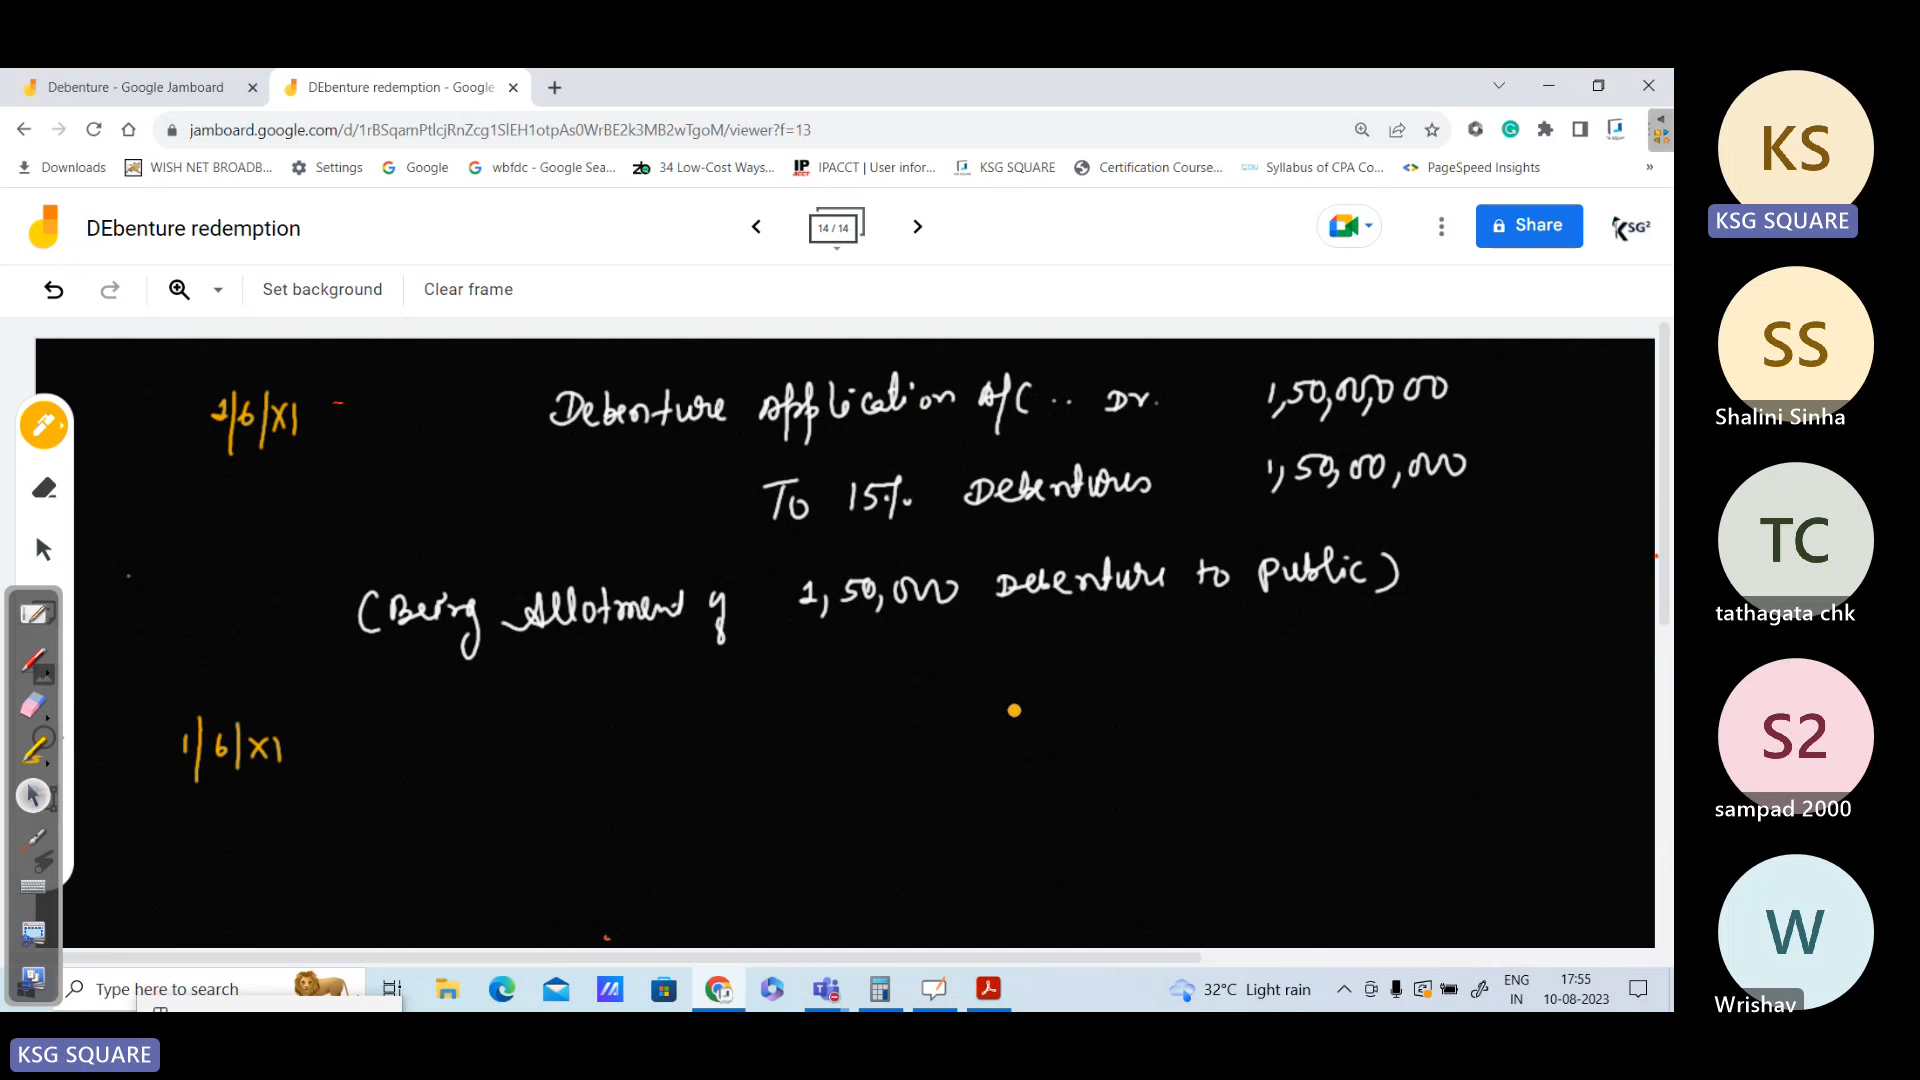 Debenture - Google Jamboard
DEbenture redemption - Google
jamboard.google.com/d/1rBSqamPtlcjRnZcg1SlEH1otpAs0WrBE2k3MB2wTgoM/viewer?f=13
Downloads WISH NET BROADB... Settings Google wbfdc - Google Sea... 34 Low-Cost Ways... IPACCT | User infor... KSG SQUARE Certification Course... Syllabus of CPA Co... PageSpeed Insights »
DEbenture redemption
14 / 14
Share
KSG²
Set background Clear frame
1/6/X1 - Debenture Application A/C .. Dr. 1,50,00,000
To 15% Debentures 1,50,00,000
(Being Allotment of 1,50,000 Debenture to public)
1/6/X1
Type here to search
32°C Light rain
ENG
IN
17:55
10-08-2023
KS
KSG SQUARE
SS
Shalini Sinha
TC
tathagata chk
S2
sampad 2000
W
Wrishav
KSG SQUARE